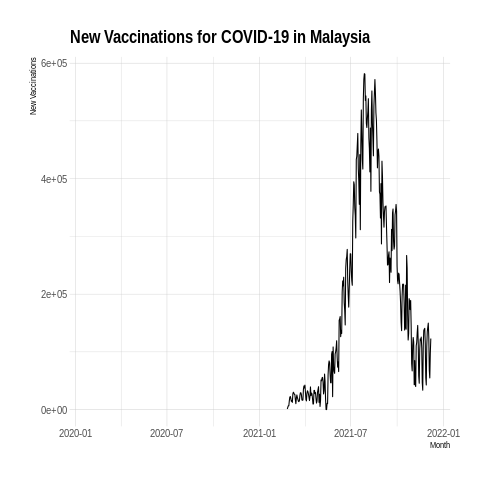 New Vaccinations for COVID-19 in Malaysia
New Vaccinations
6e+05
4e+05
2e+05
0e+00
2020-01 2020-07 2021-01 2021-07 2022-01
Month